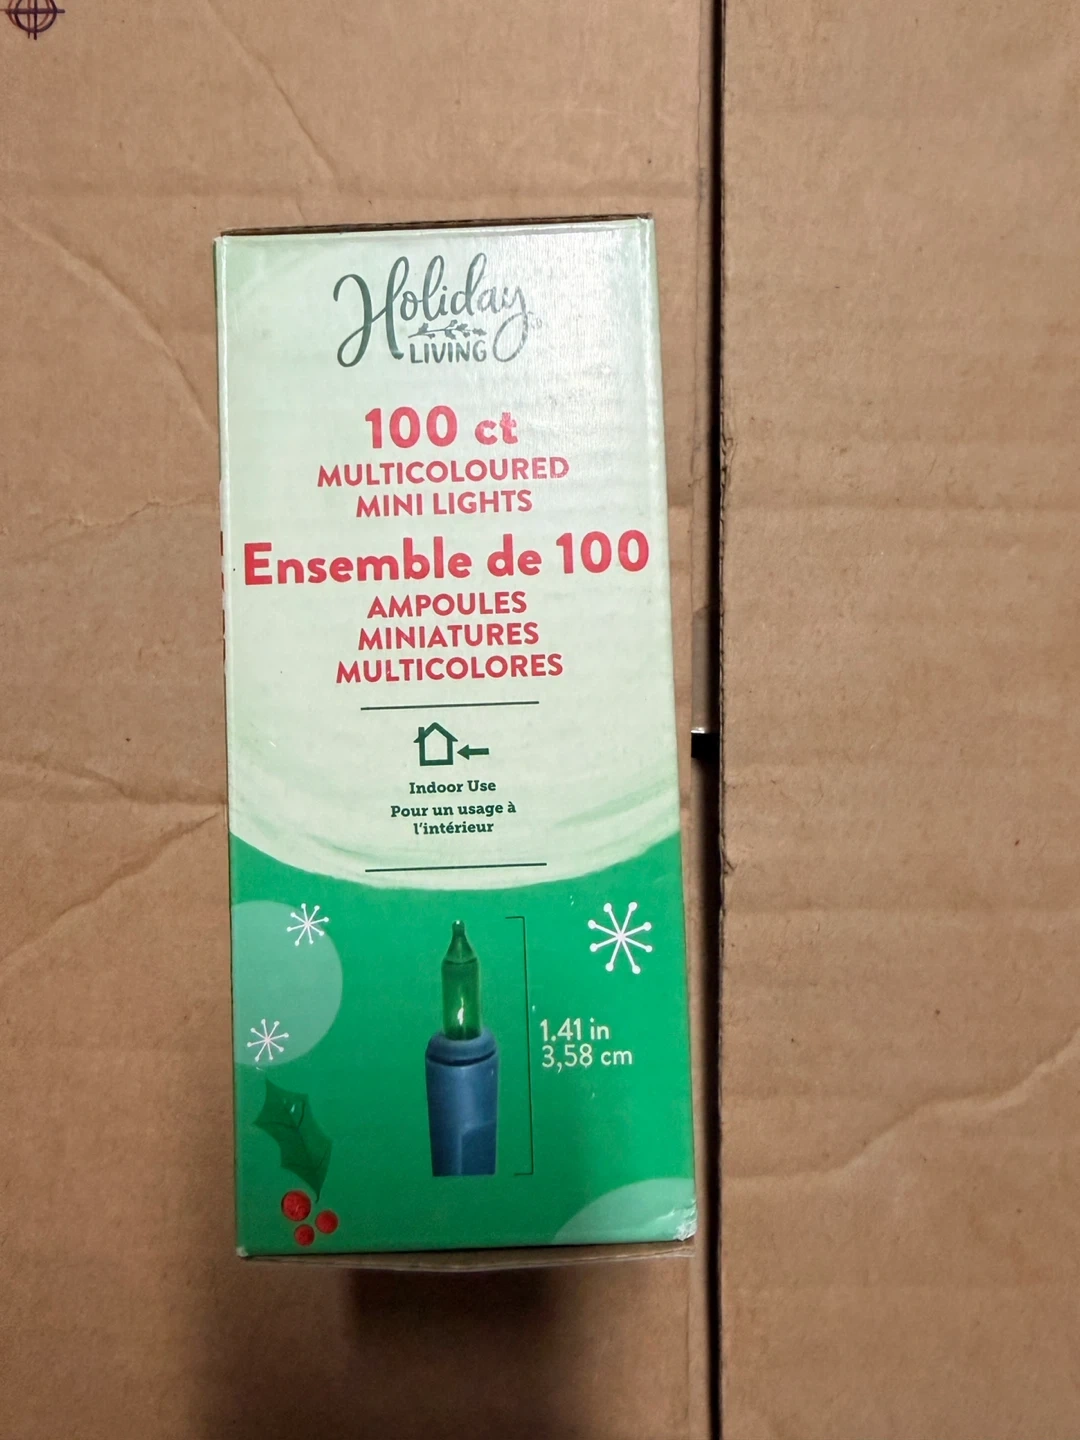 Holiday
LIVING
100 ct
MULTICOLOURED
MINI LIGHTS
Ensemble de 100
AMPOULES
MINIATURES
MULTICOLORES
Indoor Use
Pour un usage à
l'intérieur
1.41 in
3,58 cm